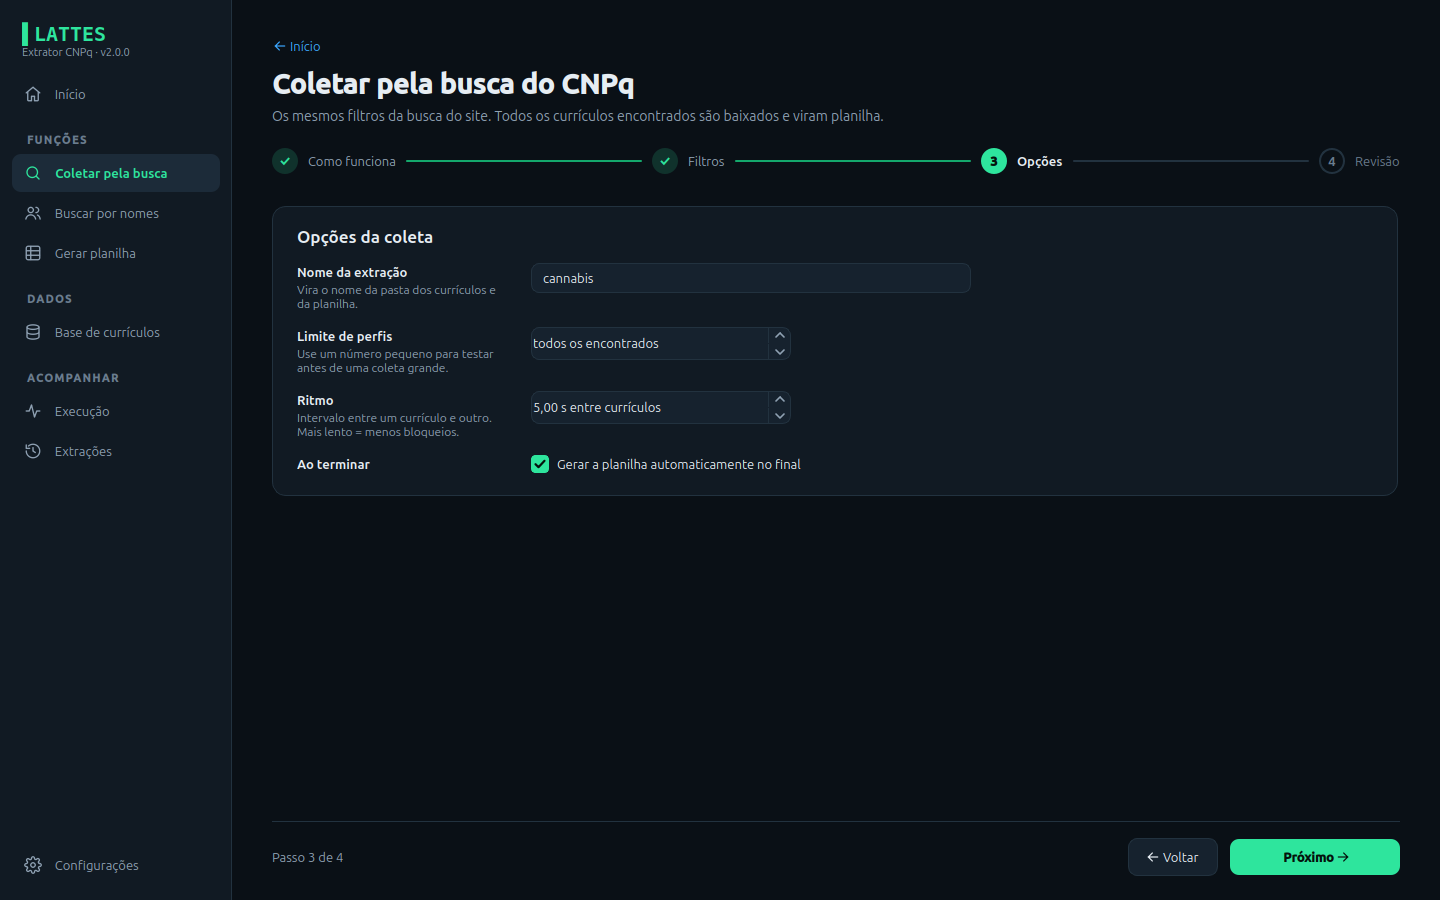 LATTES
Extrator CNPq · v2.0.0
Início
FUNÇÕES
Coletar pela busca
Buscar por nomes
Gerar planilha
DADOS
Base de currículos
ACOMPANHAR
Execução
Extrações
Configurações
← Início
Coletar pela busca do CNPq
Os mesmos filtros da busca do site. Todos os currículos encontrados são baixados e viram planilha.
Como funciona
Filtros
3 Opções
4 Revisão
Opções da coleta
Nome da extração
Vira o nome da pasta dos currículos e
da planilha.
cannabis
Limite de perfis
Use um número pequeno para testar
antes de uma coleta grande.
todos os encontrados
Ritmo
Intervalo entre um currículo e outro.
Mais lento = menos bloqueios.
5,00 s entre currículos
Ao terminar
Gerar a planilha automaticamente no final
Passo 3 de 4
← Voltar
Próximo →